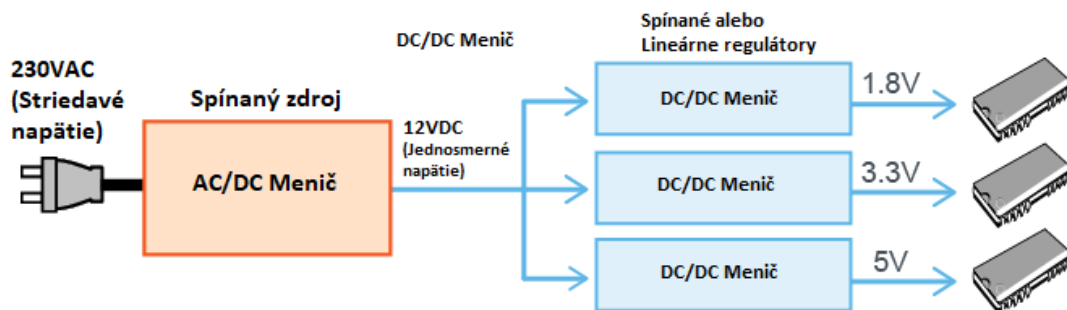 230VAC
(Striedavé
napätie)
Spínaný zdroj
AC/DC Menič
DC/DC Menič
12VDC
(Jednosmerné
napätie)
Spínané alebo
Lineárne regulátory
DC/DC Menič
1.8V
DC/DC Menič
3.3V
DC/DC Menič
5V